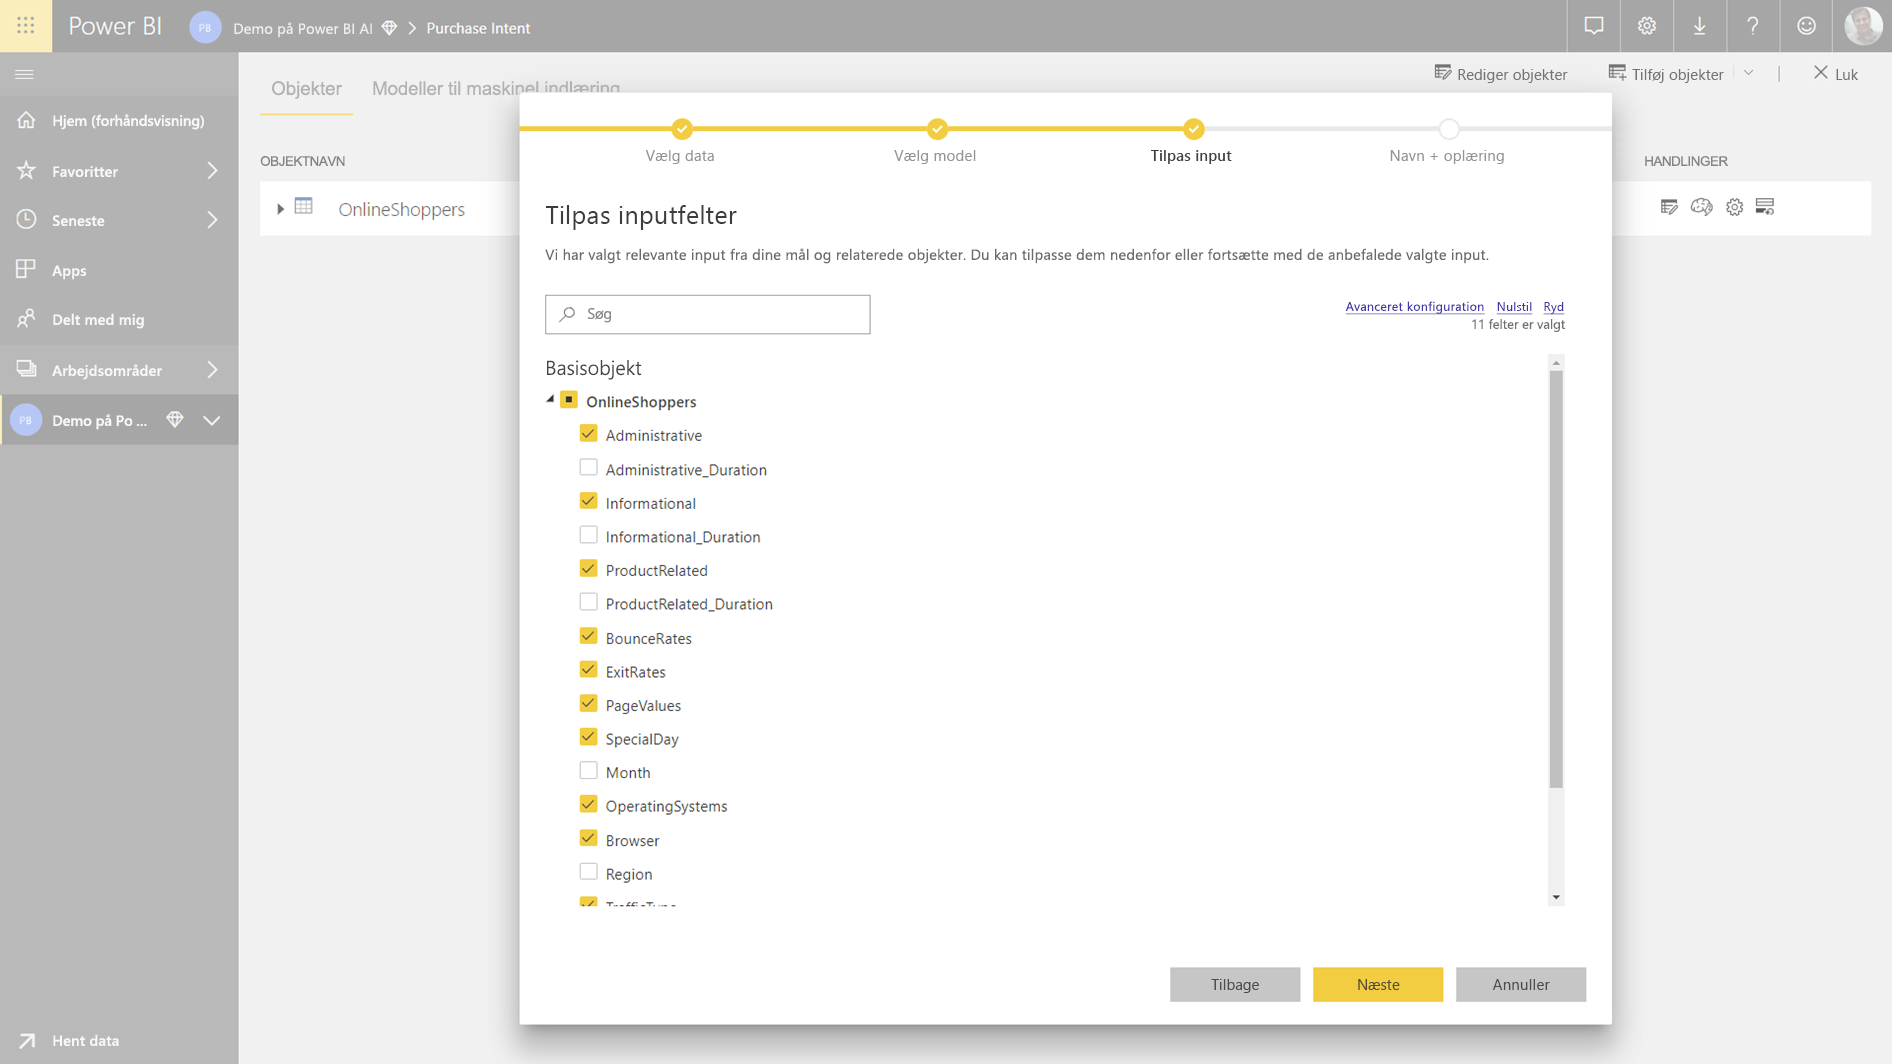 Power BI
PB
Demo på Power BI AI
Purchase Intent
Rediger objekter
Tilføj objekter
Luk
Objekter
Modeller til maskinel indlæring
Hjem (forhåndsvisning)
Favoritter
Seneste
Apps
Delt med mig
Arbejdsområder
PB
Demo på Po ...
Hent data
OBJEKTNAVN
HANDLINGER
OnlineShoppers
Vælg data
Vælg model
Tilpas input
Navn + oplæring
Tilpas inputfelter
Vi har valgt relevante input fra dine mål og relaterede objekter. Du kan tilpasse dem nedenfor eller fortsætte med de anbefalede valgte input.
Søg
Avanceret konfiguration Nulstil Ryd
11 felter er valgt
Basisobjekt
OnlineShoppers
Administrative
Administrative_Duration
Informational
Informational_Duration
ProductRelated
ProductRelated_Duration
BounceRates
ExitRates
PageValues
SpecialDay
Month
OperatingSystems
Browser
Region
TrafficType
Tilbage
Næste
Annuller